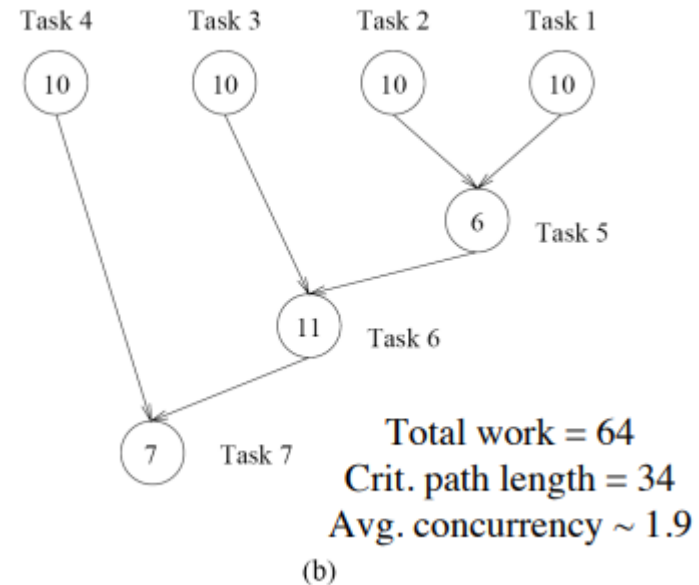 Task 4 Task 3 Task 2 Task 1
10 10 10 10
6 Task 5
11 Task 6
7 Task 7
Total work = 64
Crit. path length = 34
Avg. concurrency ~ 1.9
(b)